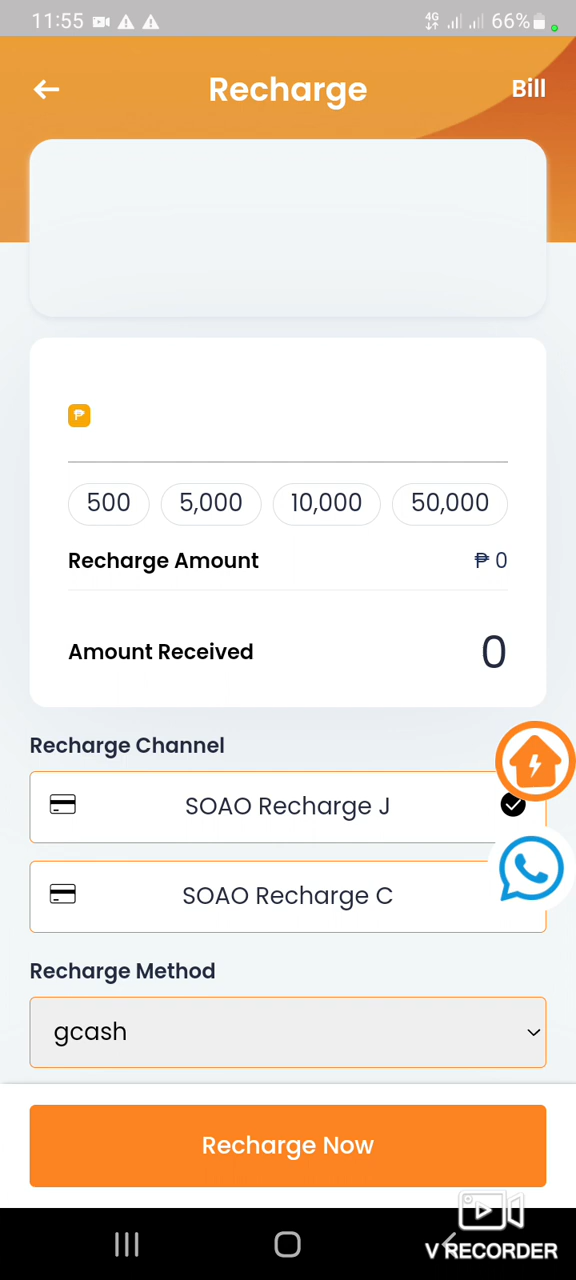 11:55 4G 66%
Recharge Bill
500 5,000 10,000 50,000
Recharge Amount ₱ 0
Amount Received 0
Recharge Channel
SOAO Recharge J
SOAO Recharge C
Recharge Method
gcash
Recharge Now
V RECORDER